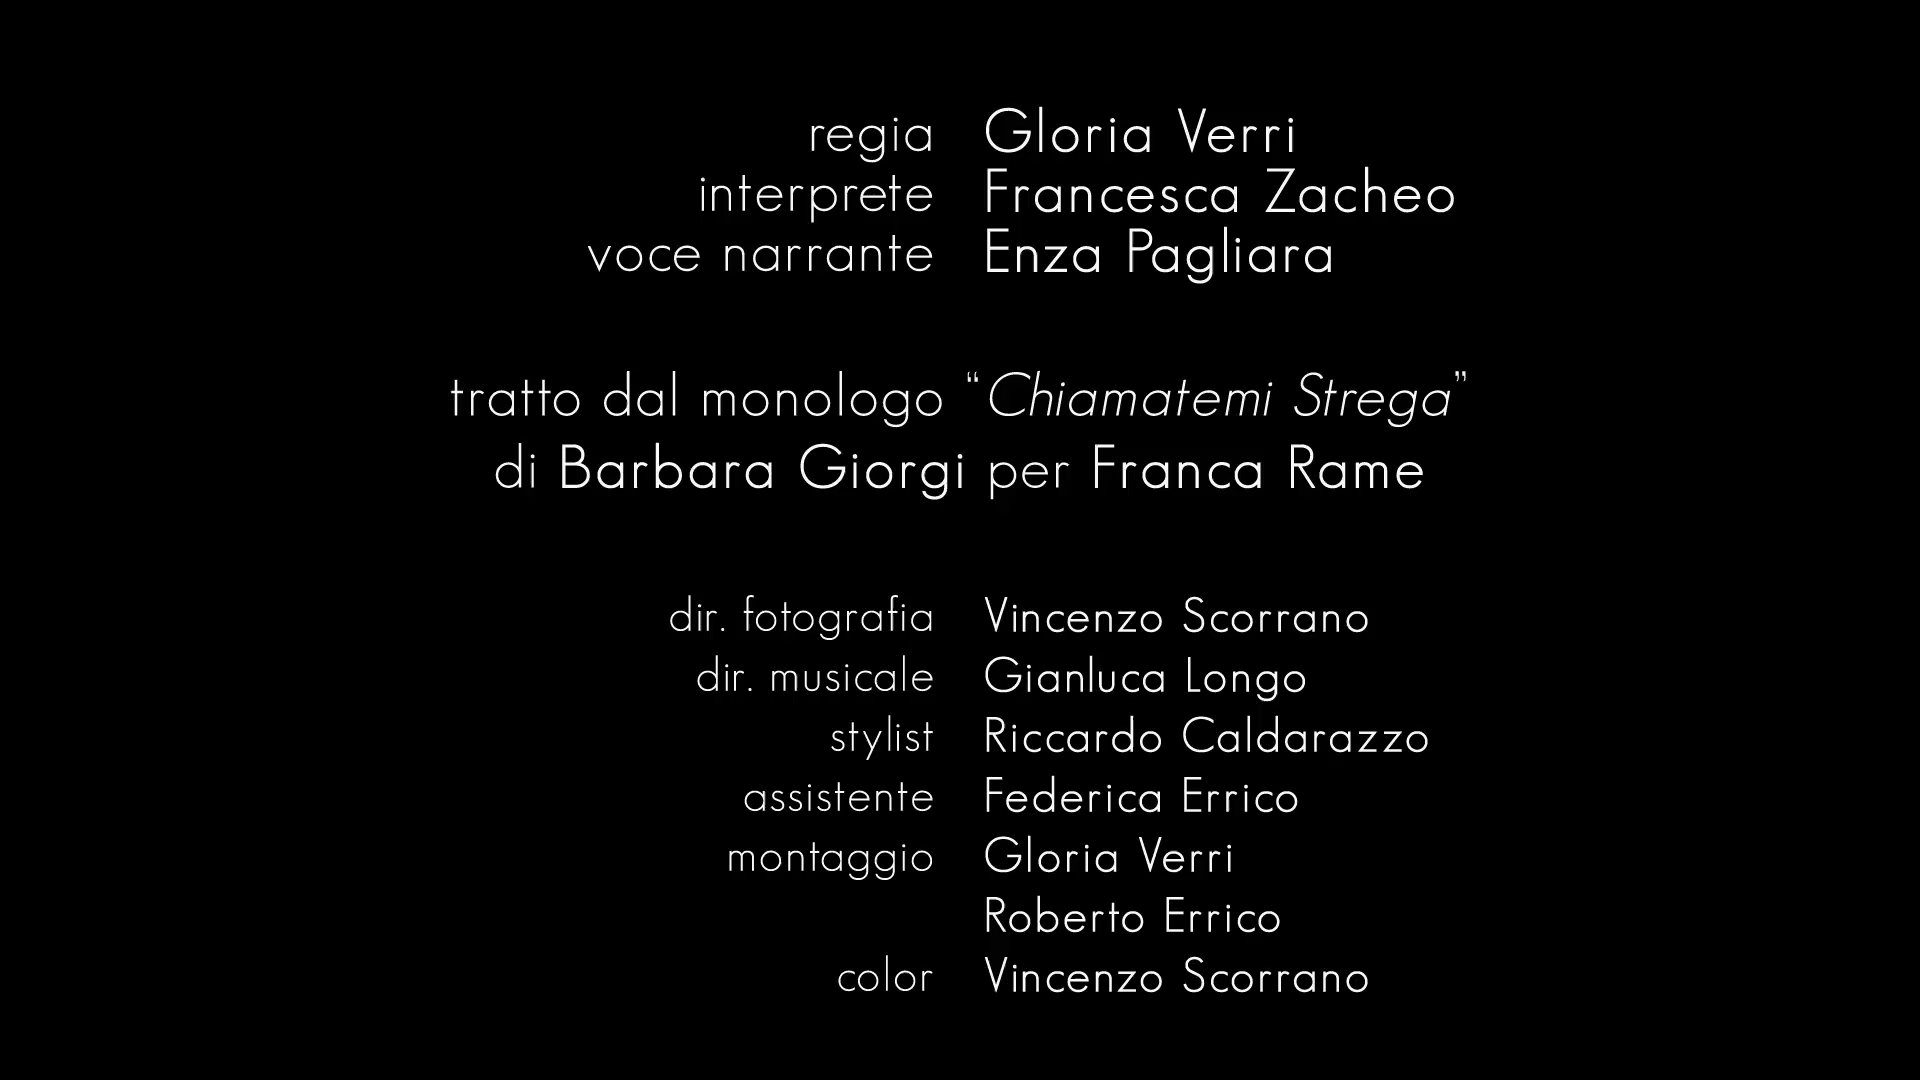 regia Gloria Verri
interprete Francesca Zacheo
voce narrante Enza Pagliara
tratto dal monologo “Chiamatemi Strega”
di Barbara Giorgi per Franca Rame
dir. fotografia Vincenzo Scorrano
dir. musicale Gianluca Longo
stylist Riccardo Caldarazzo
assistente Federica Errico
montaggio Gloria Verri
Roberto Errico
color Vincenzo Scorrano